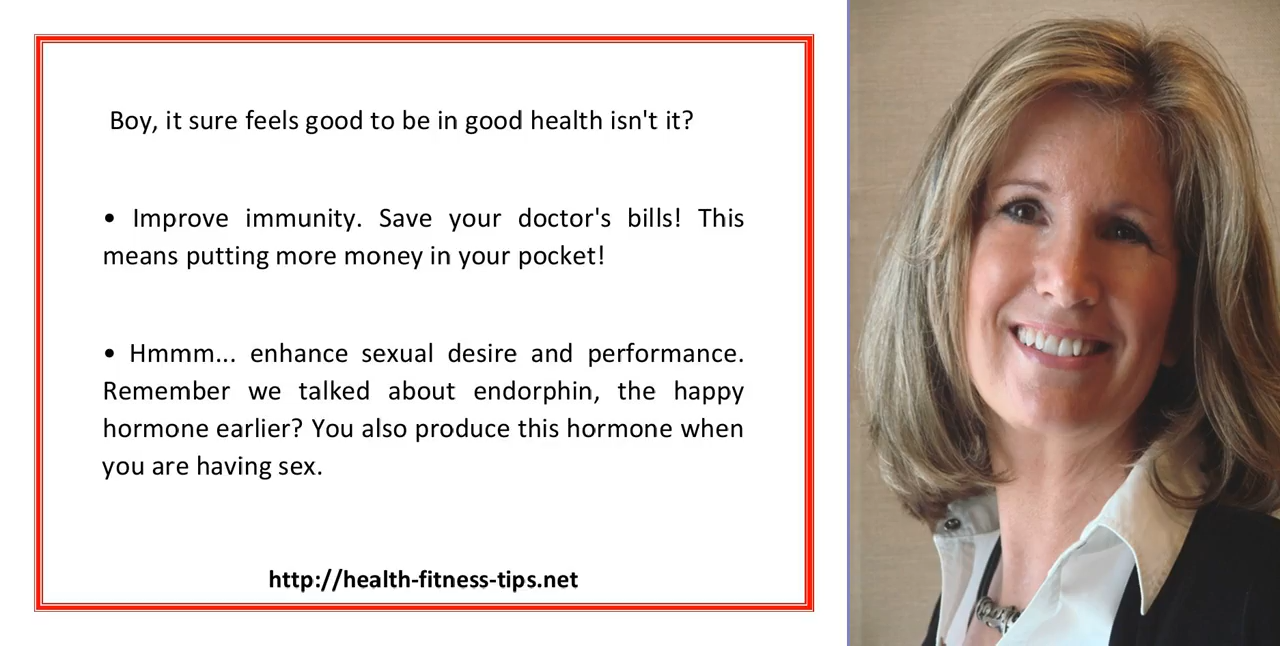 Boy, it sure feels good to be in good health isn't it?
• Improve immunity. Save your doctor's bills! This
means putting more money in your pocket!
• Hmmm... enhance sexual desire and performance.
Remember we talked about endorphin, the happy
hormone earlier? You also produce this hormone when
you are having sex.
http://health-fitness-tips.net